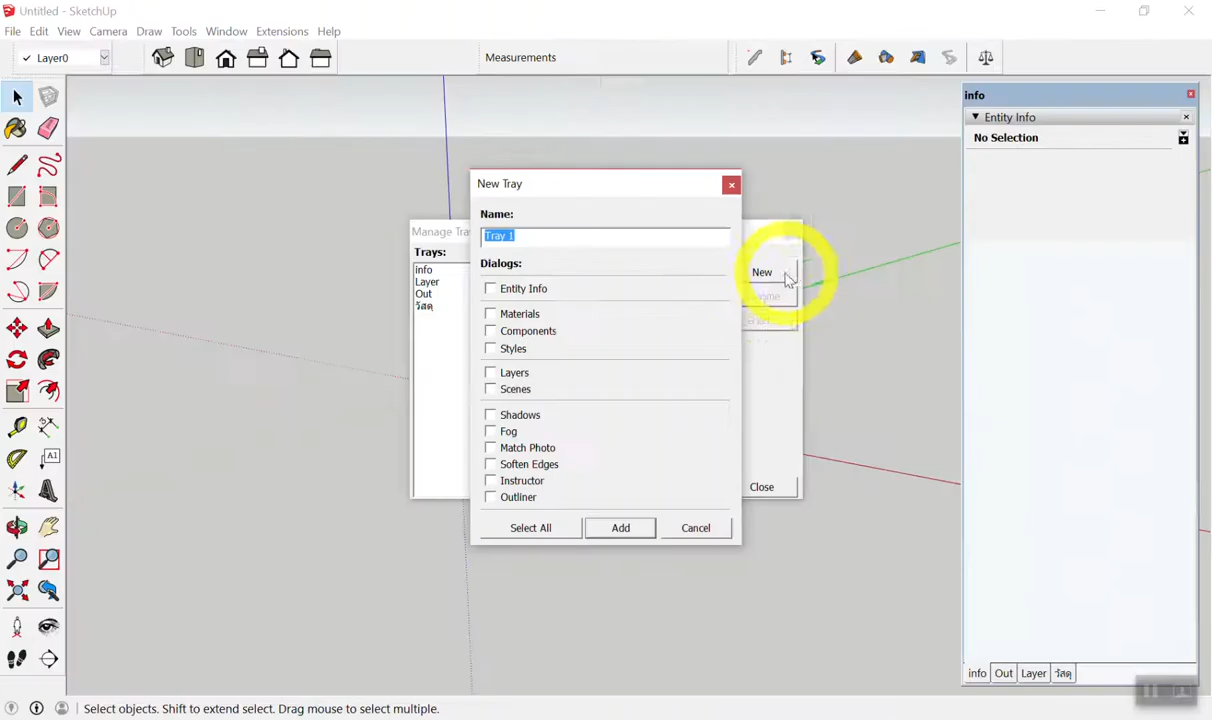 Untitled - SketchUp
File Edit View Camera Draw Tools Window Extensions Help
Layer0
Measurements
info
Entity Info
No Selection
New Tray
Name:
Tray 1
Dialogs:
Entity Info
Materials
Components
Styles
Layers
Scenes
Shadows
Fog
Match Photo
Soften Edges
Instructor
Outliner
Select All Add Cancel
Manage Tra
Trays:
info
Layer
Out
วัสดุ
New
Close
A1
info Out Layer วัสดุ
Select objects. Shift to extend select. Drag mouse to select multiple.